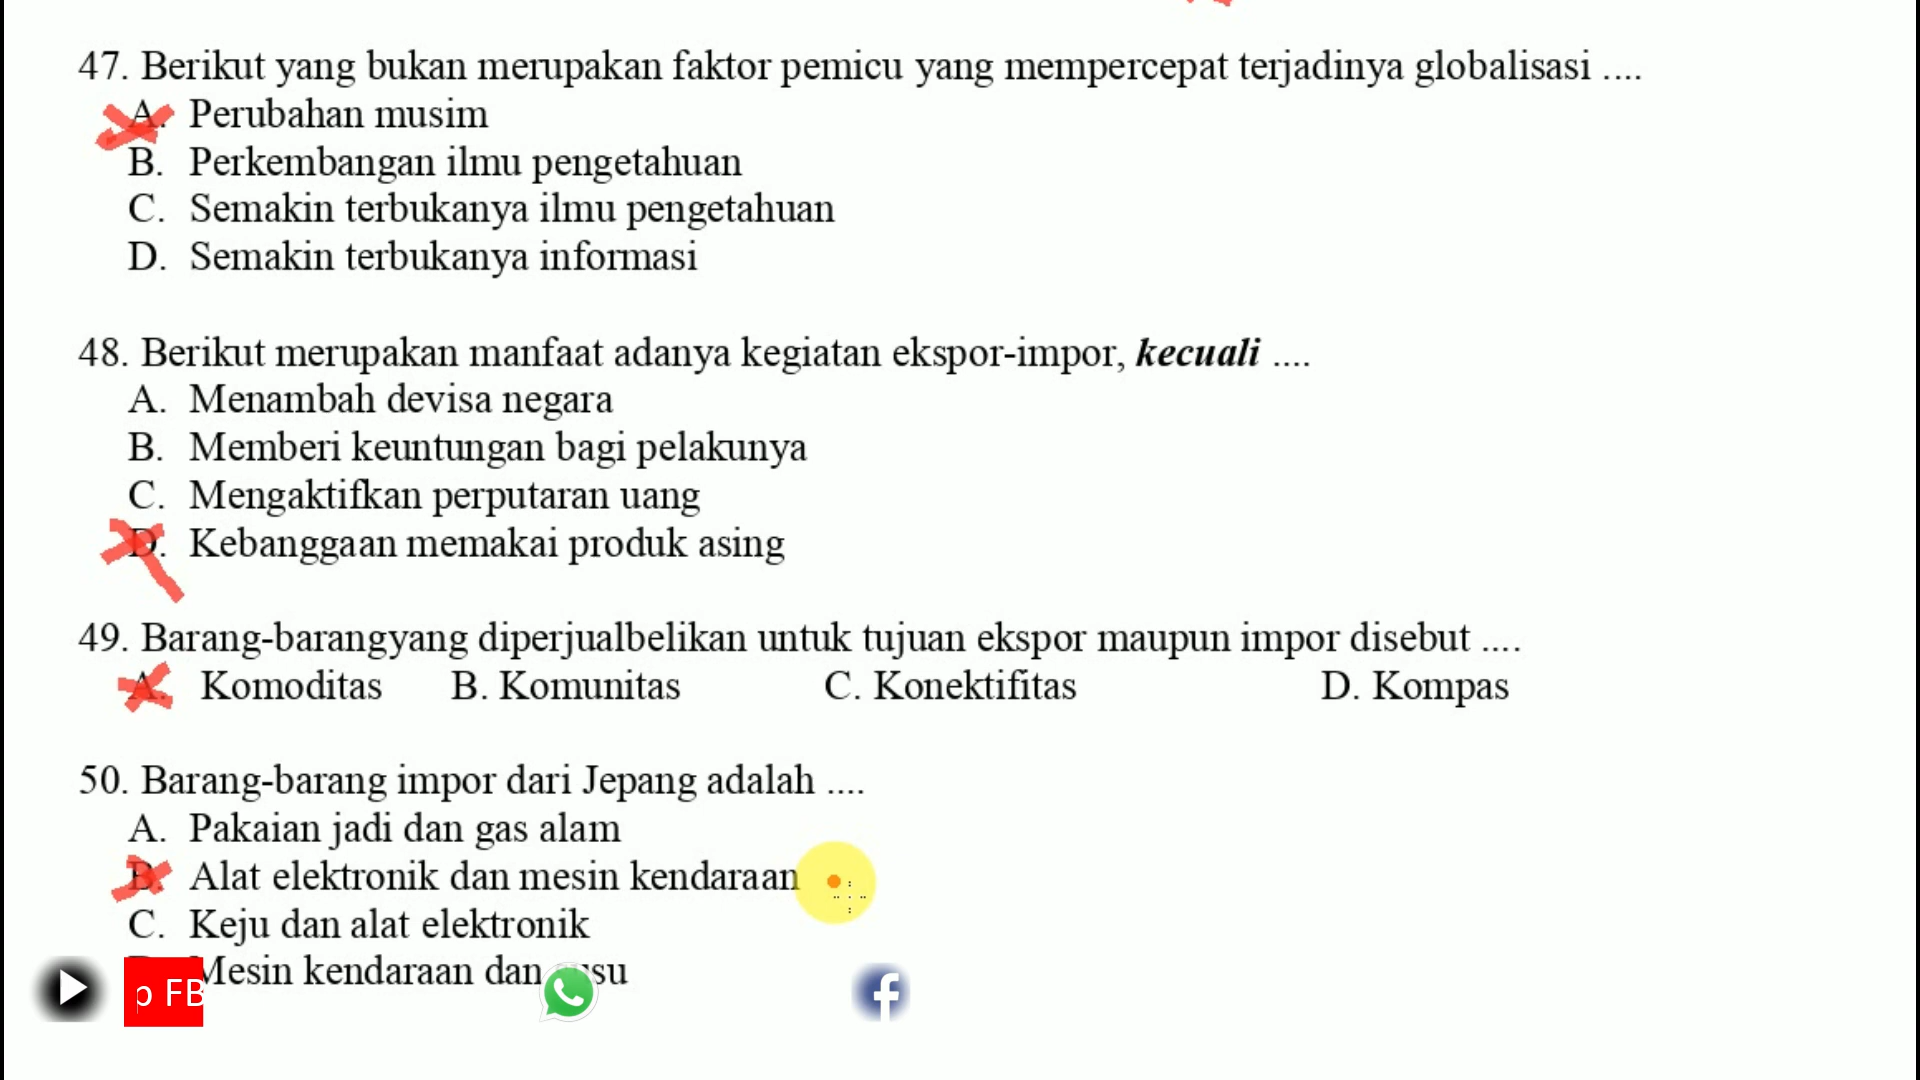 47. Berikut yang bukan merupakan faktor pemicu yang mempercepat terjadinya globalisasi ....
A. Perubahan musim
B. Perkembangan ilmu pengetahuan
C. Semakin terbukanya ilmu pengetahuan
D. Semakin terbukanya informasi
48. Berikut merupakan manfaat adanya kegiatan ekspor-impor, kecuali ....
A. Menambah devisa negara
B. Memberi keuntungan bagi pelakunya
C. Mengaktifkan perputaran uang
D. Kebanggaan memakai produk asing
49. Barang-barangyang diperjualbelikan untuk tujuan ekspor maupun impor disebut ....
A. Komoditas B. Komunitas C. Konektifitas D. Kompas
50. Barang-barang impor dari Jepang adalah ....
A. Pakaian jadi dan gas alam
B. Alat elektronik dan mesin kendaraan
C. Keju dan alat elektronik
Mesin kendaraan dan
p FB